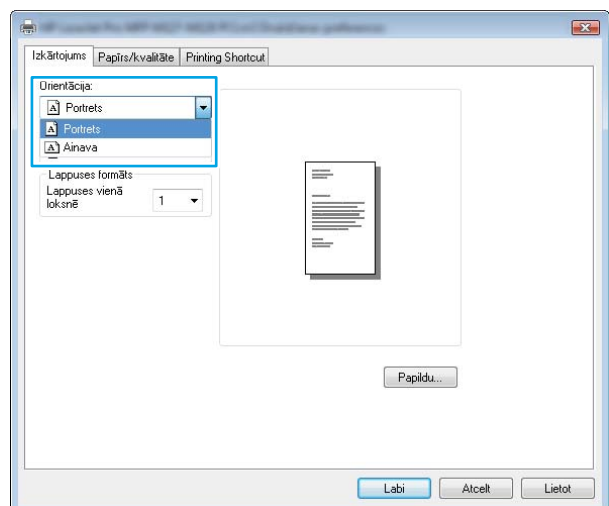 Izkārtojums Papīrs/kvalitāte Printing Shortcut
Orientācija:
A Portrets
A Portrets
A Ainava
Lappuses formāts
Lappuses vienā
loksnē
1
Papildu...
Labi Atcelt Lietot